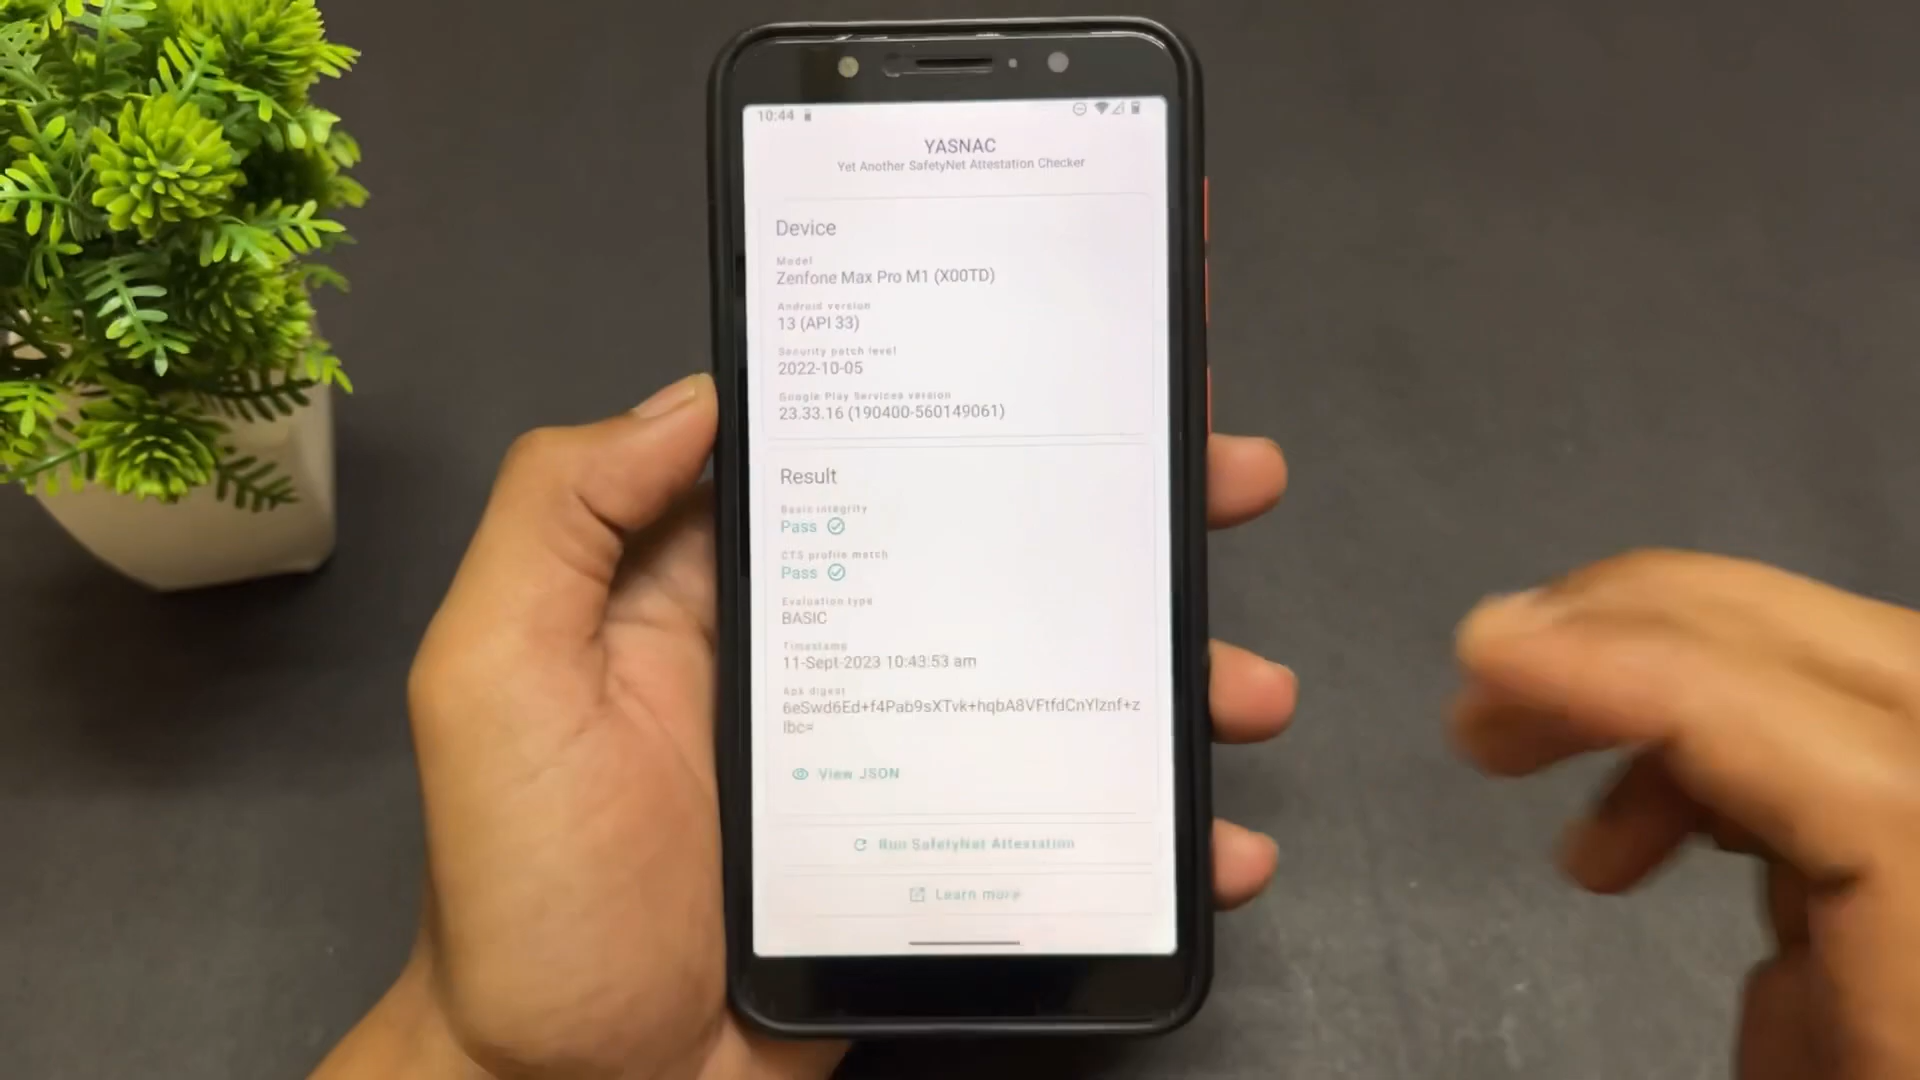 10:44
YASNAC
Yet Another SafetyNet Attestation Checker
Device
Model
Zenfone Max Pro M1 (X00TD)
Android version
13 (API 33)
Security patch level
2022-10-05
Google Play Services version
23.33.16 (190400-560149061)
Result
Basic integrity
Pass
CTS profile match
Pass
Evaluation type
BASIC
Timestamp
11-Sept-2023 10:43:53 am
Apk digest
6eSwd6Ed+f4Pab9sXTvk+hqbA8VFtfdCnYlznf+z
lbc=
View JSON
Run SafetyNet Attestation
Learn more